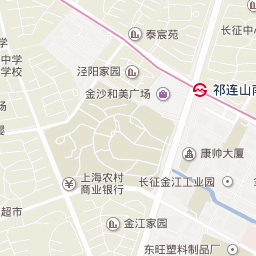 泰宸苑
长征中
泾阳家园
中学
学校
金沙和美广场
祁连山南
康帅大厦
上海农村
商业银行
长征金江工业园
超市
金江家园
东旺塑料制品厂